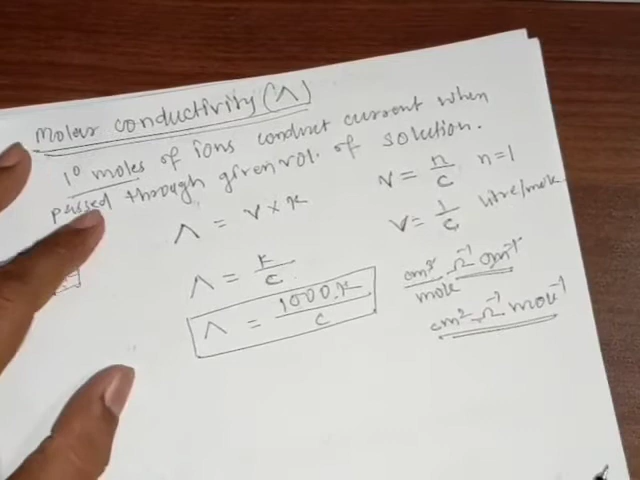 Molar conductivity (Λ)
1° moles of ions conduct current when
passed through given vol. of solution.
Λ = V × κ
Λ = κ/c
Λ = 1000.κ/c
V = n/c n=1
V = 1/c litre/mole
cm³/mole Ω⁻¹ cm⁻¹
cm² Ω⁻¹ mole⁻¹